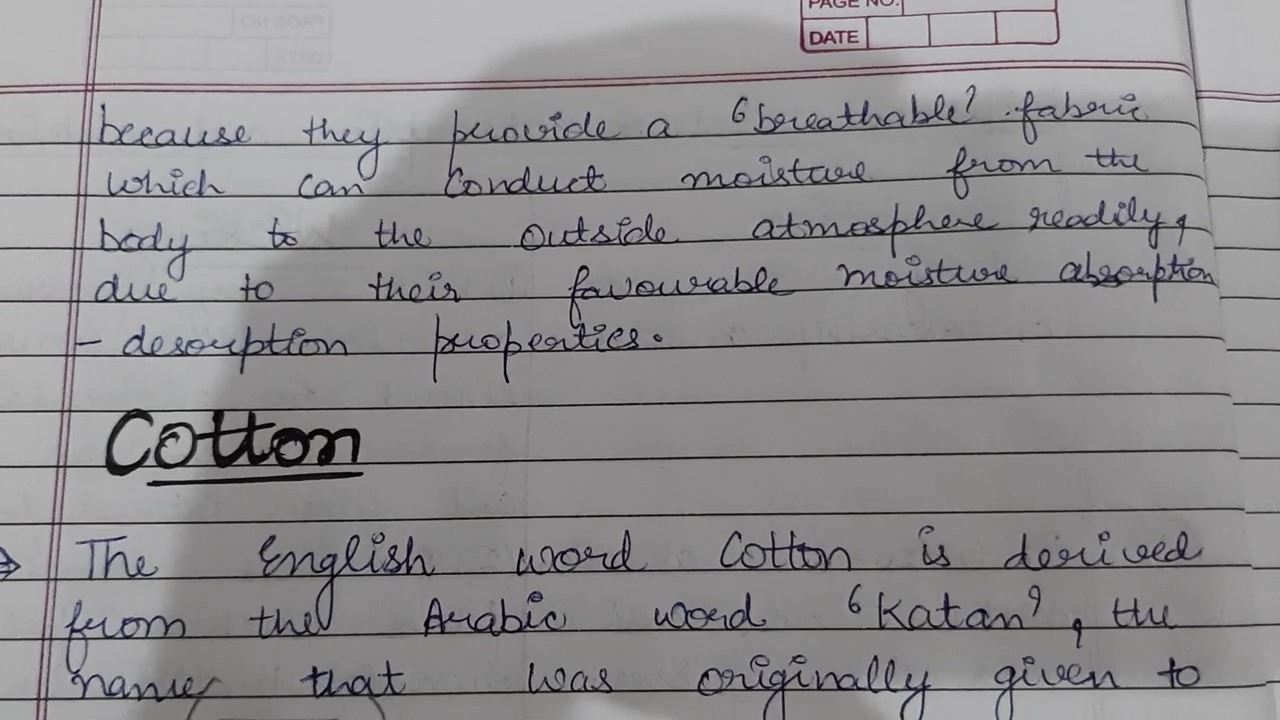 PAGE NO.
DATE
because they provide a 'breathable' fabric
which can conduct moisture from the
body to the outside atmosphere readily,
due to their favourable moisture absorption
- desorption properties.
Cotton
⇒ The English word Cotton is derived
from the Arabic word 'Katan', the
name that was originally given to